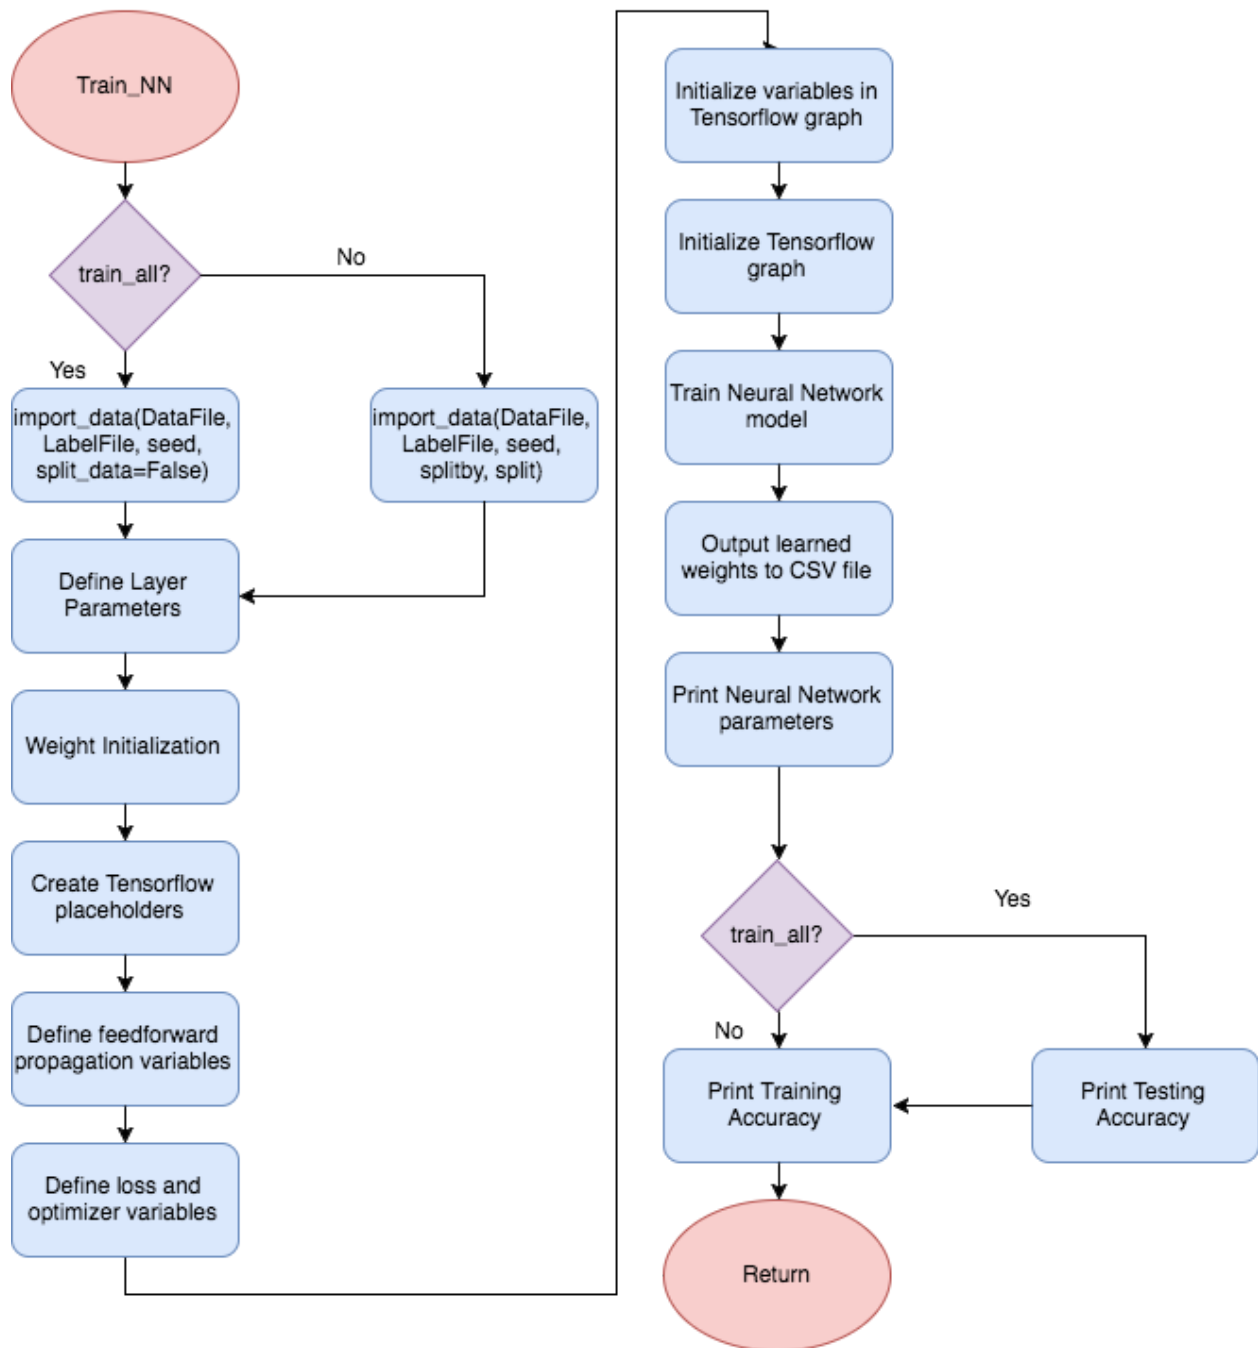 Train_NN
train_all?
No
Yes
import_data(DataFile,
LabelFile, seed,
split_data=False)
import_data(DataFile,
LabelFile, seed,
splitby, split)
Define Layer
Parameters
Weight Initialization
Create Tensorflow
placeholders
Define feedforward
propagation variables
Define loss and
optimizer variables
Initialize variables in
Tensorflow graph
Initialize Tensorflow
graph
Train Neural Network
model
Output learned
weights to CSV file
Print Neural Network
parameters
train_all?
Yes
No
Print Training
Accuracy
Print Testing
Accuracy
Return